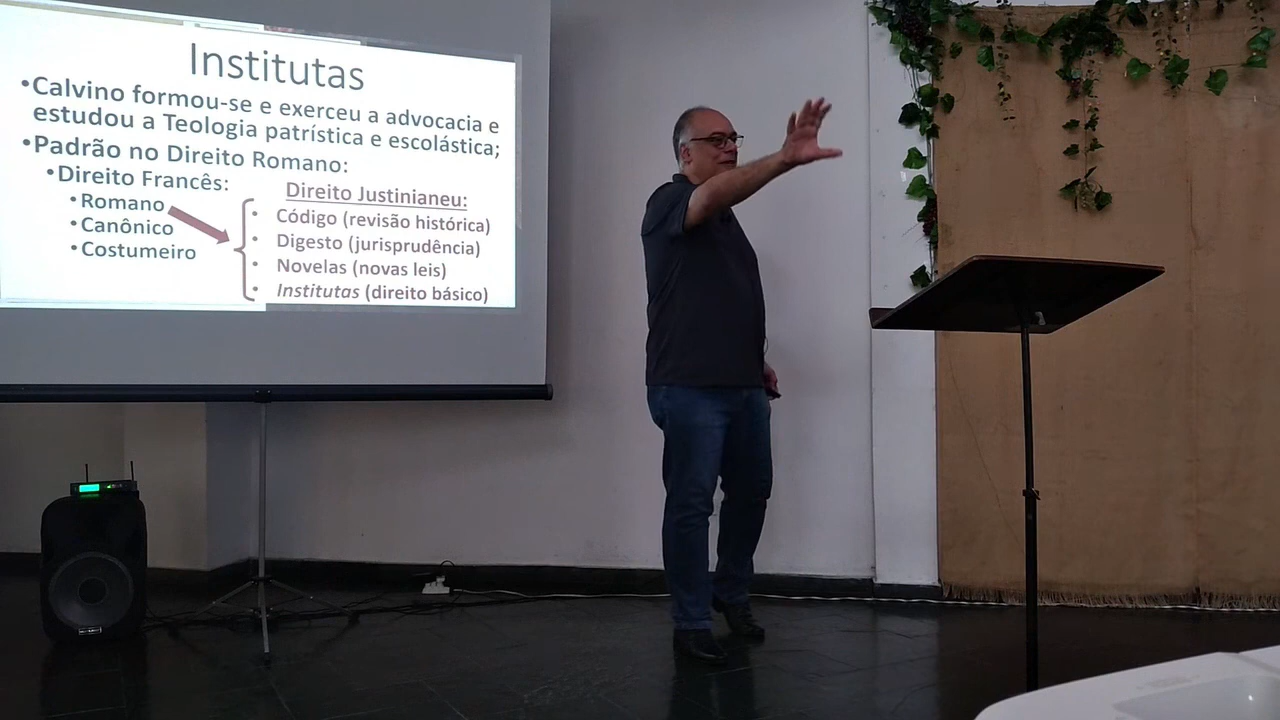 Institutas
•Calvino formou-se e exerceu a advocacia e
estudou a Teologia patrística e escolástica;
•Padrão no Direito Romano:
•Direito Francês:
•Romano
•Canônico
•Costumeiro
Direito Justinianeu:
• Código (revisão histórica)
• Digesto (jurisprudência)
• Novelas (novas leis)
• Institutas (direito básico)